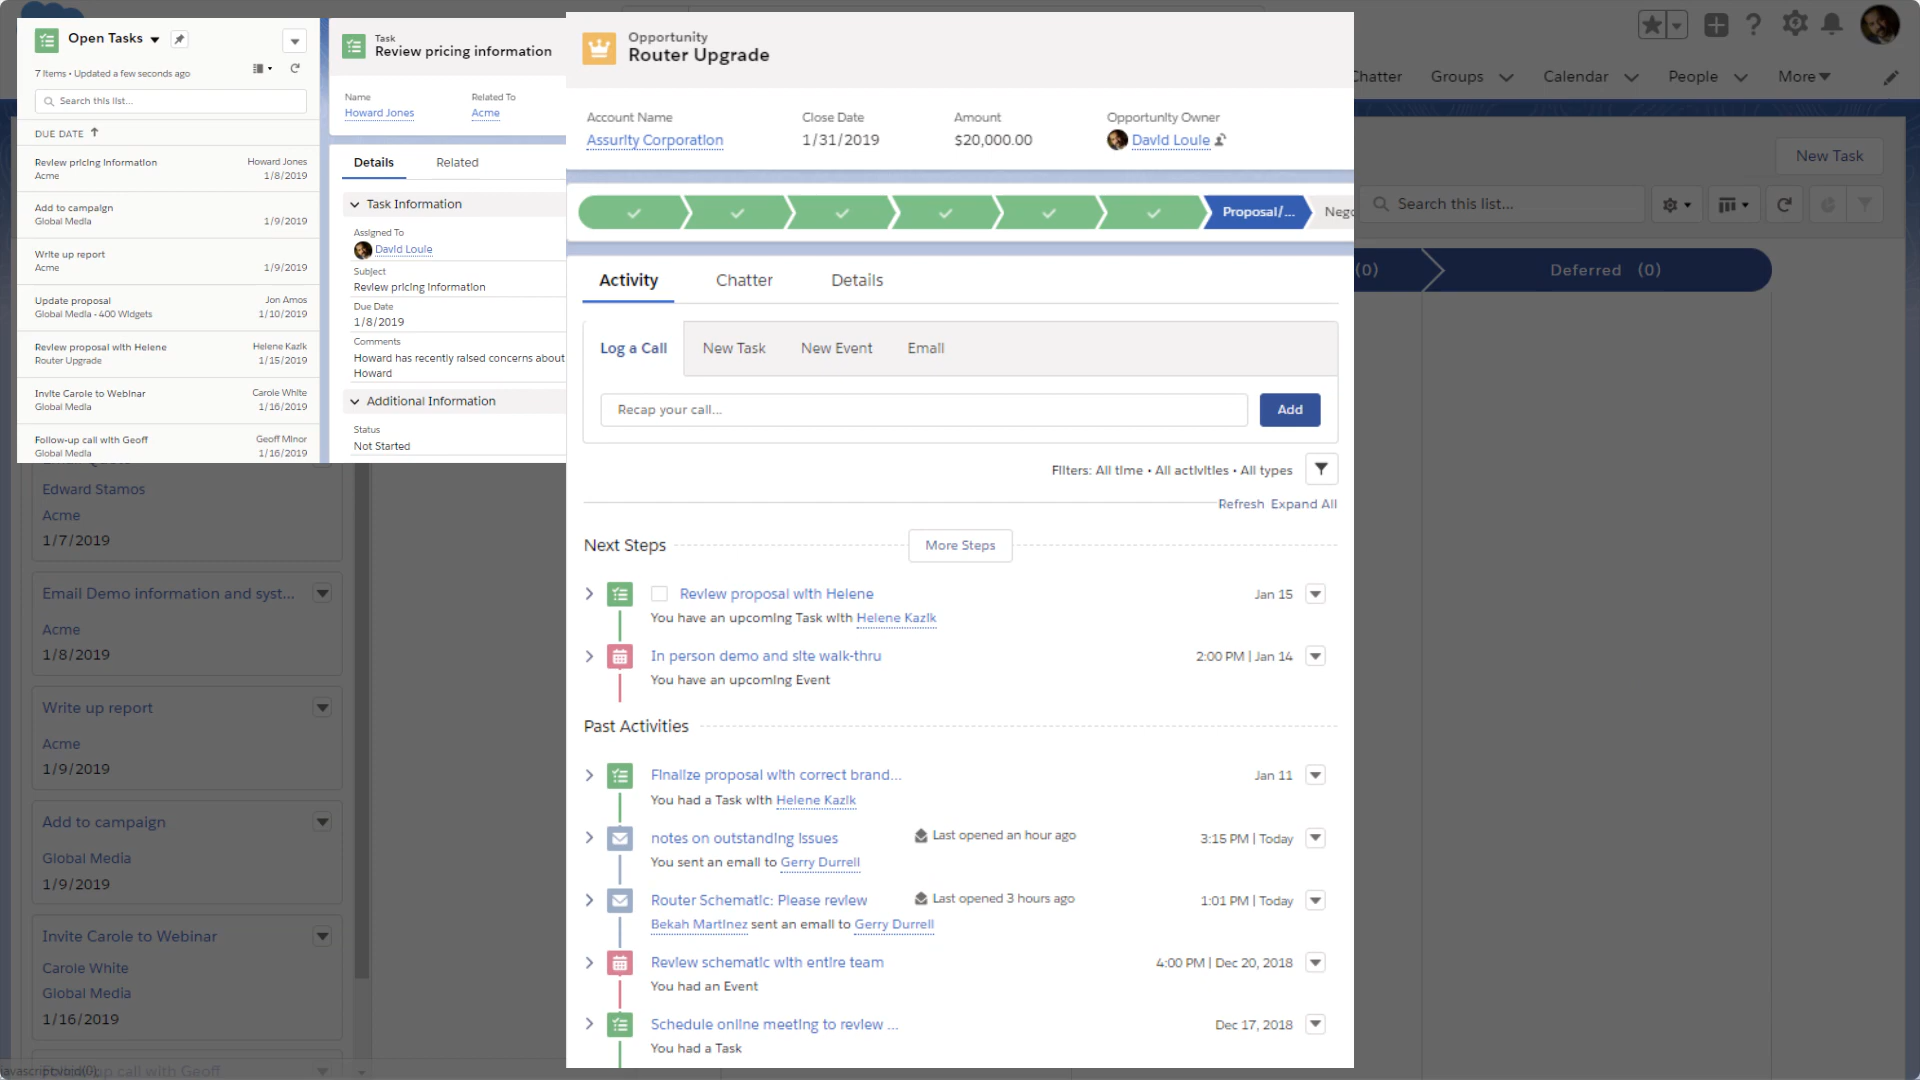 Open Tasks
7 Items • Updated a few seconds ago
Search this list...
DUE DATE
Review pricing information
Howard Jones
Acme
1/8/2019
Add to campaign
Global Media
1/9/2019
Write up report
Acme
1/9/2019
Update proposal
Jon Amos
Global Media - 400 Widgets
1/10/2019
Review proposal with Helene
Helene Kazik
Router Upgrade
1/15/2019
Invite Carole to Webinar
Carole White
Global Media
1/16/2019
Follow-up call with Geoff
Geoff Minor
Global Media
1/16/2019
Task
Review pricing information
Name
Related To
Howard Jones
Acme
Details
Related
Task Information
Assigned To
David Louie
Subject
Review pricing information
Due Date
1/8/2019
Comments
Howard has recently raised concerns about
Howard
Additional Information
Status
Not Started
Opportunity
Router Upgrade
Account Name
Close Date
Amount
Opportunity Owner
Assurity Corporation
1/31/2019
$20,000.00
David Louie
Proposal/...
Nego
Activity
Chatter
Details
Log a Call
New Task
New Event
Email
Recap your call...
Add
Filters: All time • All activities • All types
Refresh
Expand All
Next Steps
More Steps
Review proposal with Helene
Jan 15
You have an upcoming Task with Helene Kazik
In person demo and site walk-thru
2:00 PM | Jan 14
You have an upcoming Event
Past Activities
Finalize proposal with correct brand...
Jan 11
You had a Task with Helene Kazik
notes on outstanding issues
Last opened an hour ago
3:15 PM | Today
You sent an email to Gerry Durrell
Router Schematic: Please review
Last opened 3 hours ago
1:01 PM | Today
Bekah Martinez sent an email to Gerry Durrell
Review schematic with entire team
4:00 PM | Dec 20, 2018
You had an Event
Schedule online meeting to review ...
Dec 17, 2018
You had a Task
Chatter
Groups
Calendar
People
More
New Task
Search this list...
(0)
Deferred (0)
Edward Stamos
Acme
1/7/2019
Email Demo information and syst...
Acme
1/8/2019
Write up report
Acme
1/9/2019
Add to campaign
Global Media
1/9/2019
Invite Carole to Webinar
Carole White
Global Media
1/16/2019
call with Geoff